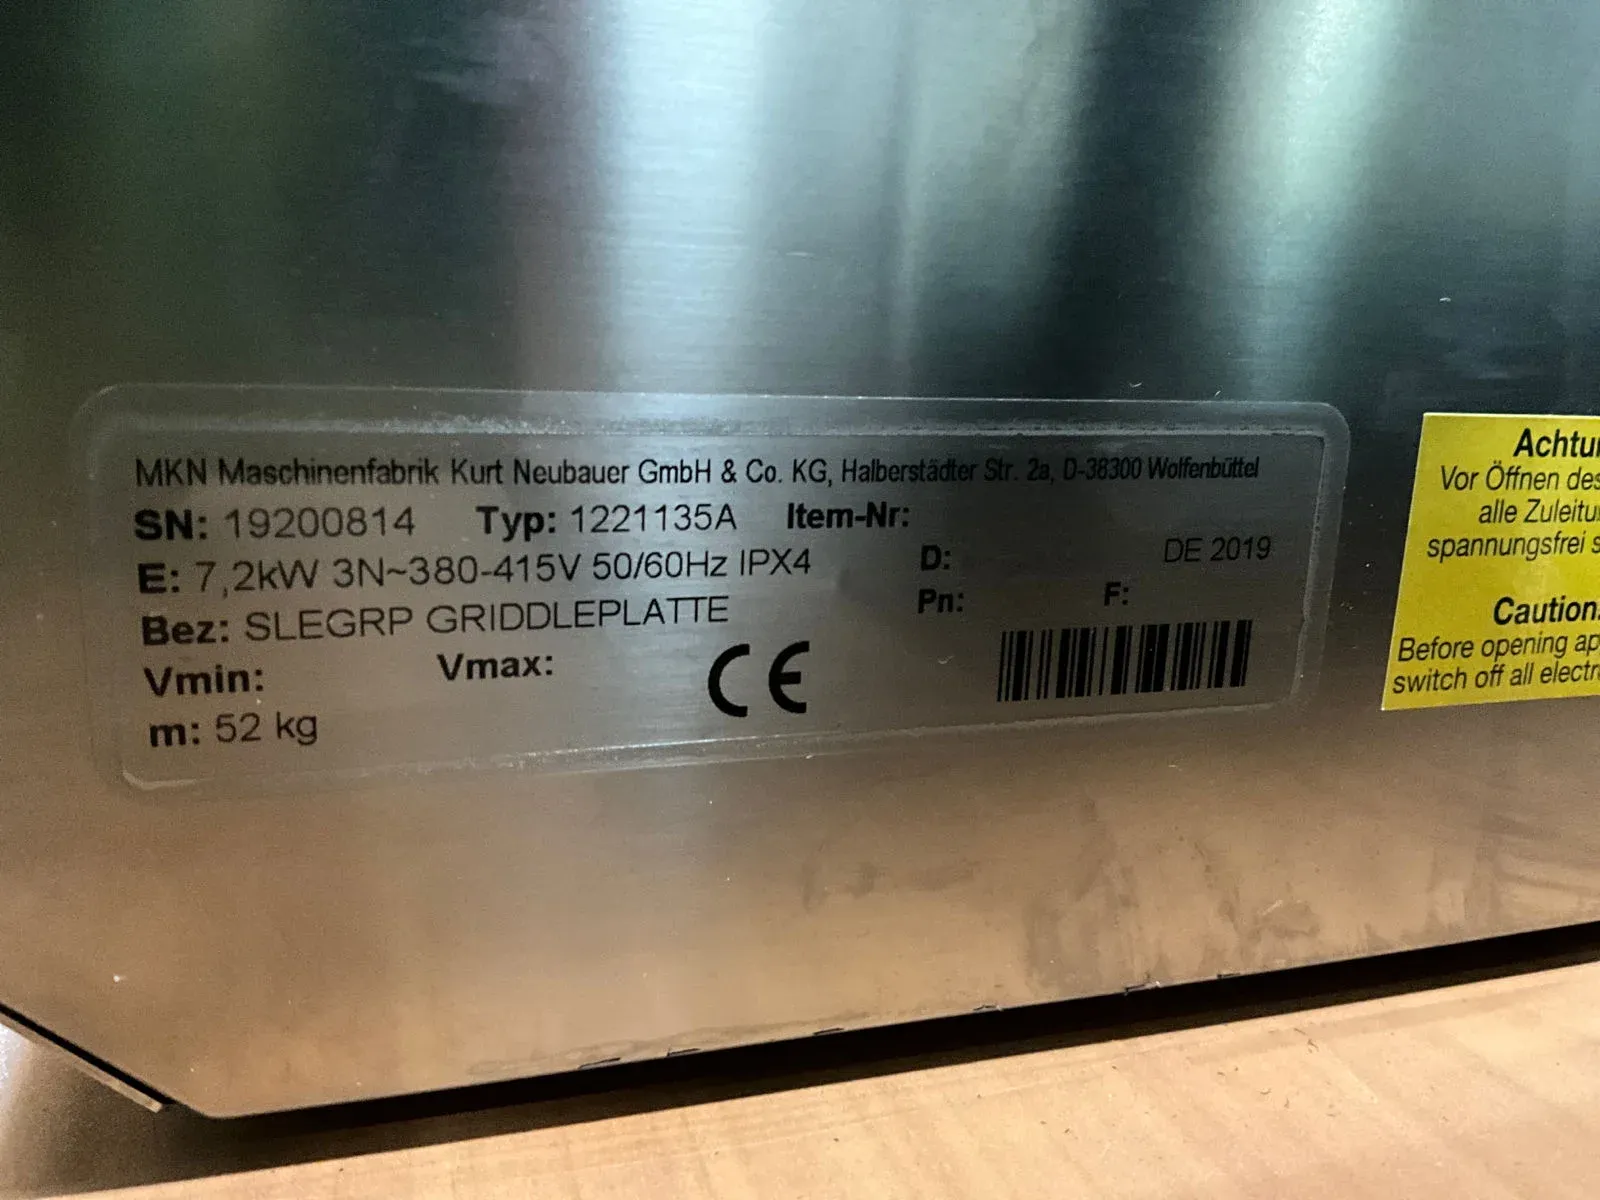 MKN Maschinenfabrik Kurt Neubauer GmbH & Co. KG, Halberstädter Str. 2a, D-38300 Wolfenbüttel
SN: 19200814 Typ: 1221135A Item-Nr:
E: 7,2kW 3N~380-415V 50/60Hz IPX4 D: DE 2019
Bez: SLEGRP GRIDDLEPLATTE Pn: F:
Vmin: Vmax:
CE
m: 52 kg
Achtu
Vor Öffnen des
alle Zuleitu
spannungsfrei s
Caution:
Before opening ap
switch off all electr